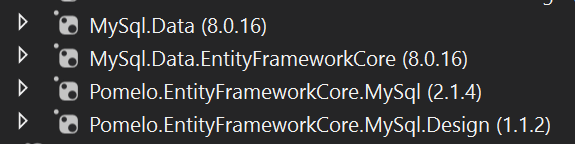 MySql.Data (8.0.16)
MySql.Data.EntityFrameworkCore (8.0.16)
Pomelo.EntityFrameworkCore.MySql (2.1.4)
Pomelo.EntityFrameworkCore.MySql.Design (1.1.2)